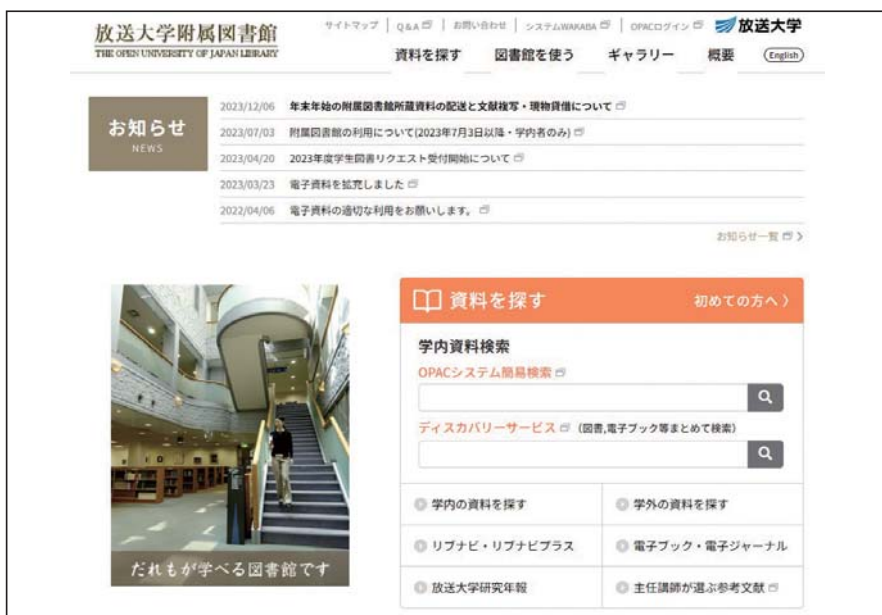 放送大学附属図書館
THE OPEN UNIVERSITY OF JAPAN LIBRARY
サイトマップ | Q&A | お問い合わせ | システムWAKABA | OPACログイン 放送大学
資料を探す 図書館を使う ギャラリー 概要 English
お知らせ
NEWS
2023/12/06 年末年始の附属図書館所蔵資料の配送と文献複写・現物貸借について
2023/07/03 附属図書館の利用について(2023年7月3日以降・学内者のみ)
2023/04/20 2023年度学生図書リクエスト受付開始について
2023/03/23 電子資料を拡充しました
2022/04/06 電子資料の適切な利用をお願いします。
お知らせ一覧
だれもが学べる図書館です
資料を探す 初めての方へ
学内資料検索
OPACシステム簡易検索
ディスカバリーサービス (図書,電子ブック等まとめて検索)
学内の資料を探す 学外の資料を探す
リブナビ・リブナビプラス 電子ブック・電子ジャーナル
放送大学研究年報 主任講師が選ぶ参考文献